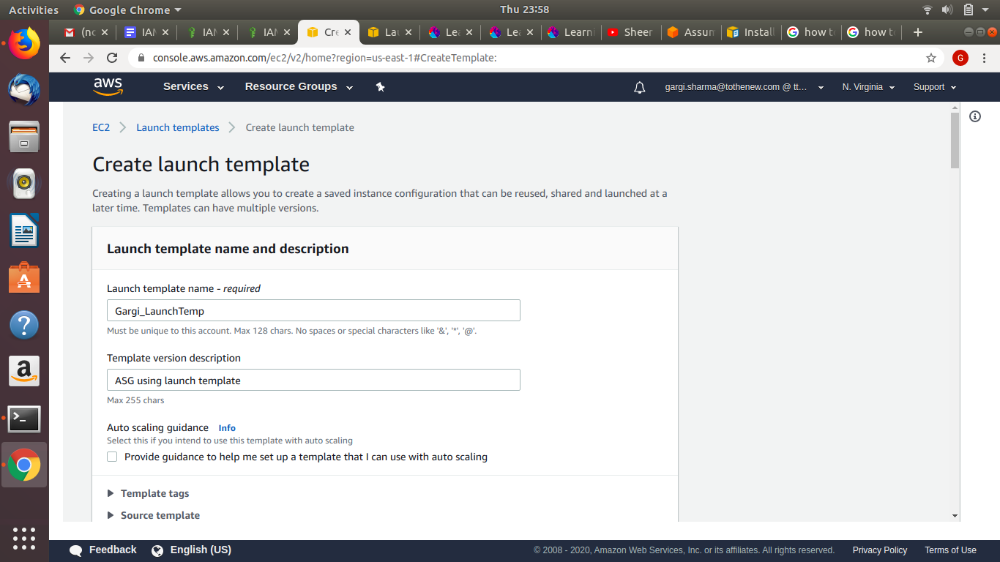 Activities
Google Chrome
Thu 23:58
(no
IAM
IAM
IAM
Cre
Lau
Lea
Lea
Learni
Sheer
Assum
Install
how to
how to
console.aws.amazon.com/ec2/v2/home?region=us-east-1#CreateTemplate:
G
aws
Services
Resource Groups
gargi.sharma@tothenew.com @ tt...
N. Virginia
Support
EC2
Launch templates
Create launch template
Create launch template
Creating a launch template allows you to create a saved instance configuration that can be reused, shared and launched at a
later time. Templates can have multiple versions.
Launch template name and description
Launch template name - required
Gargi_LaunchTemp
Must be unique to this account. Max 128 chars. No spaces or special characters like '&', '*', '@'.
Template version description
ASG using launch template
Max 255 chars
Auto scaling guidance Info
Select this if you intend to use this template with auto scaling
Provide guidance to help me set up a template that I can use with auto scaling
Template tags
Source template
Feedback
English (US)
© 2008 - 2020, Amazon Web Services, Inc. or its affiliates. All rights reserved.
Privacy Policy
Terms of Use